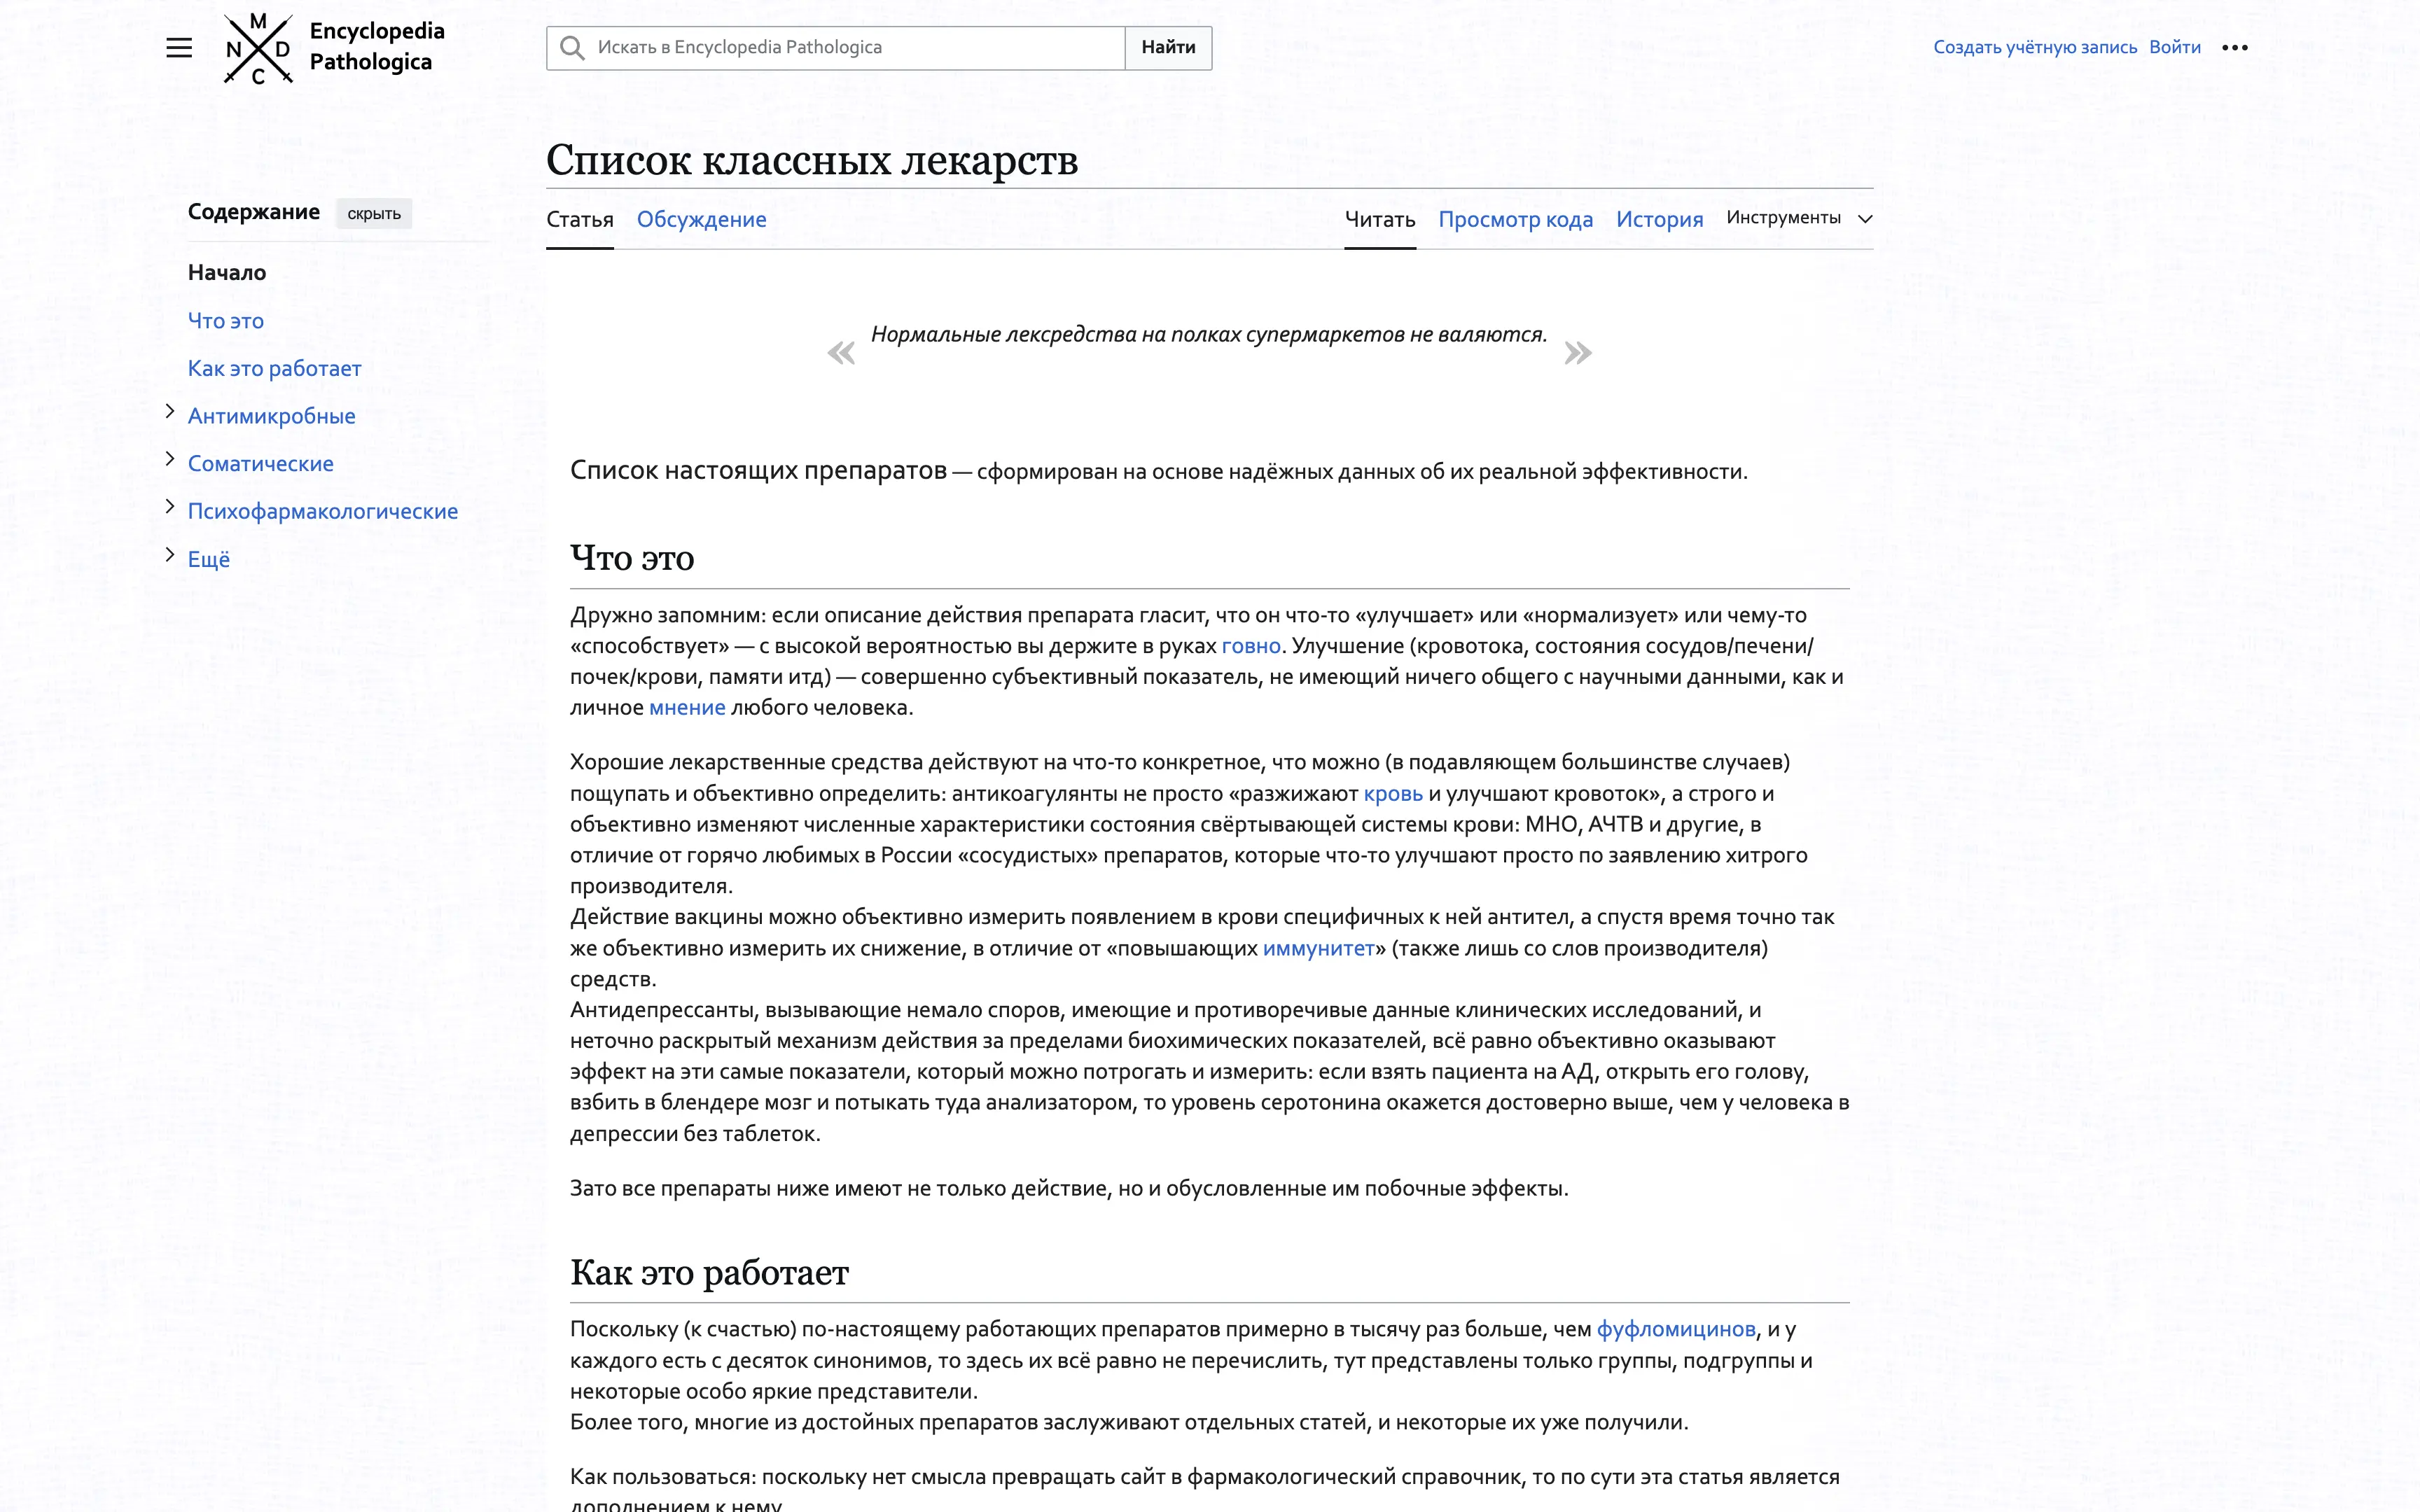 M
N D
C
Encyclopedia
Pathologica
Искать в Encyclopedia Pathologica
Найти
Создать учётную запись Войти
Список классных лекарств
Содержание скрыть
Начало
Что это
Как это работает
Антимикробные
Соматические
Психофармакологические
Ещё
Статья Обсуждение
Читать Просмотр кода История Инструменты
« Нормальные лексредства на полках супермаркетов не валяются. »
Список настоящих препаратов — сформирован на основе надёжных данных об их реальной эффективности.
Что это
Дружно запомним: если описание действия препарата гласит, что он что-то «улучшает» или «нормализует» или чему-то
«способствует» — с высокой вероятностью вы держите в руках говно. Улучшение (кровотока, состояния сосудов/печени/
почек/крови, памяти итд) — совершенно субъективный показатель, не имеющий ничего общего с научными данными, как и
личное мнение любого человека.
Хорошие лекарственные средства действуют на что-то конкретное, что можно (в подавляющем большинстве случаев)
пощупать и объективно определить: антикоагулянты не просто «разжижают кровь и улучшают кровоток», а строго и
объективно изменяют численные характеристики состояния свёртывающей системы крови: МНО, АЧТВ и другие, в
отличие от горячо любимых в России «сосудистых» препаратов, которые что-то улучшают просто по заявлению хитрого
производителя.
Действие вакцины можно объективно измерить появлением в крови специфичных к ней антител, а спустя время точно так
же объективно измерить их снижение, в отличие от «повышающих иммунитет» (также лишь со слов производителя)
средств.
Антидепрессанты, вызывающие немало споров, имеющие и противоречивые данные клинических исследований, и
неточно раскрытый механизм действия за пределами биохимических показателей, всё равно объективно оказывают
эффект на эти самые показатели, который можно потрогать и измерить: если взять пациента на АД, открыть его голову,
взбить в блендере мозг и потыкать туда анализатором, то уровень серотонина окажется достоверно выше, чем у человека в
депрессии без таблеток.
Зато все препараты ниже имеют не только действие, но и обусловленные им побочные эффекты.
Как это работает
Поскольку (к счастью) по-настоящему работающих препаратов примерно в тысячу раз больше, чем фуфломицинов, и у
каждого есть с десяток синонимов, то здесь их всё равно не перечислить, тут представлены только группы, подгруппы и
некоторые особо яркие представители.
Более того, многие из достойных препаратов заслуживают отдельных статей, и некоторые их уже получили.
Как пользоваться: поскольку нет смысла превращать сайт в фармакологический справочник, то по сути эта статья является
дополнением к нему